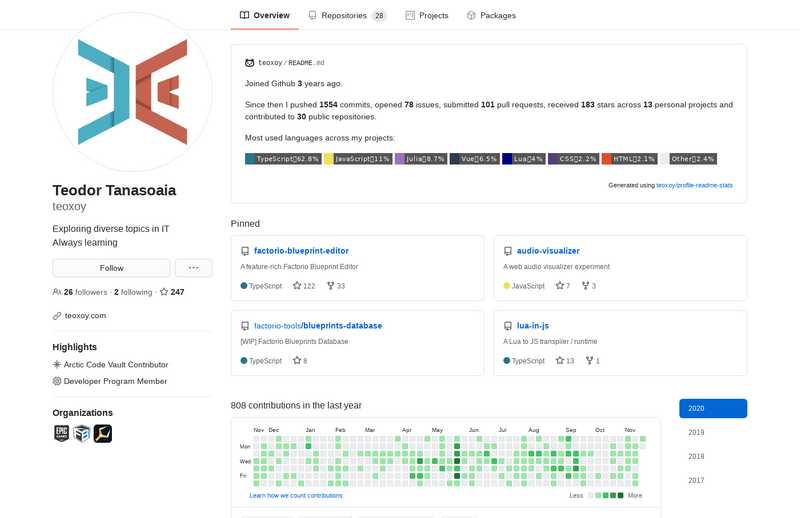 Overview
Repositories 28
Projects
Packages
teoxoy/README.md
Joined Github 3 years ago.
Since then I pushed 1554 commits, opened 78 issues, submitted 101 pull requests, received 183 stars across 13 personal projects and
contributed to 30 public repositories.
Most used languages across my projects:
TypeScript 62.8% JavaScript 11% Julia 8.7% Vue 6.5% Lua 4% CSS 2.2% HTML 2.1% Other 2.4%
Generated using teoxoy/profile-readme-stats
Teodor Tanasoaia
teoxoy
Exploring diverse topics in IT
Always learning
Follow
26 followers · 2 following · 247
teoxoy.com
Highlights
Arctic Code Vault Contributor
Developer Program Member
Organizations
EPIC GAMES
Pinned
factorio-blueprint-editor
A feature-rich Factorio Blueprint Editor
TypeScript 122 33
audio-visualizer
A web audio visualizer experiment
JavaScript 7 3
factorio-tools/blueprints-database
[WIP] Factorio Blueprints Database
TypeScript 8
lua-in-js
A Lua to JS transpiler / runtime
TypeScript 13 1
808 contributions in the last year
Nov Dec Jan Feb Mar Apr May Jun Jul Aug Sep Oct Nov
Mon
Wed
Fri
Learn how we count contributions
Less More
2020
2019
2018
2017